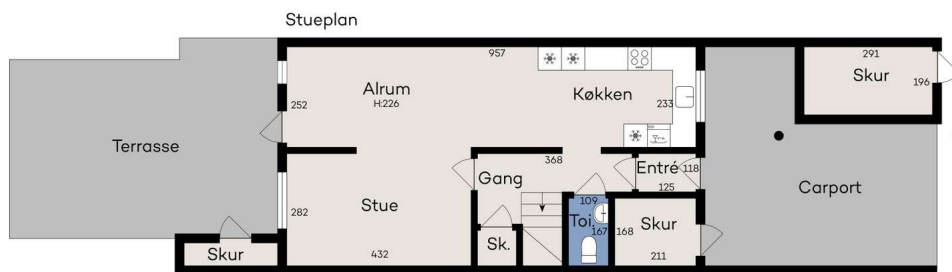 Stueplan
957
291
Skur
196
Alrum
H:226
Køkken
233
252
Terrasse
368
Gang
Entré
118
125
Carport
282
Stue
109
Toi.
167
168
Skur
211
Sk.
432
Skur